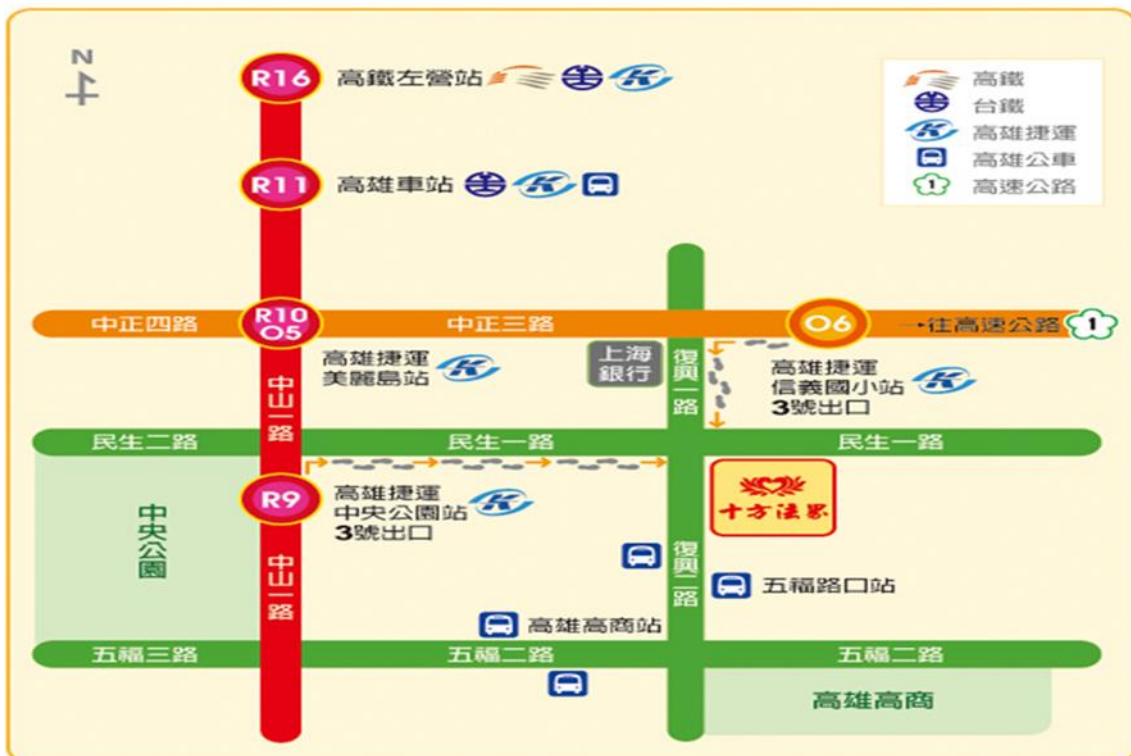 N
R16
高鐵左營站
高鐵
台鐵
高雄捷運
高雄公車
1
高速公路
R11
高雄車站
中正四路
R10
O5
中正三路
O6
→往高速公路
1
高雄捷運
美麗島站
上海
銀行
復興一路
高雄捷運
信義國小站
3號出口
中山一路
民生二路
民生一路
民生一路
中央公園
R9
高雄捷運
中央公園站
3號出口
十方法界
中山一路
復興二路
五福路口站
高雄高商站
五福三路
五福二路
五福二路
高雄高商